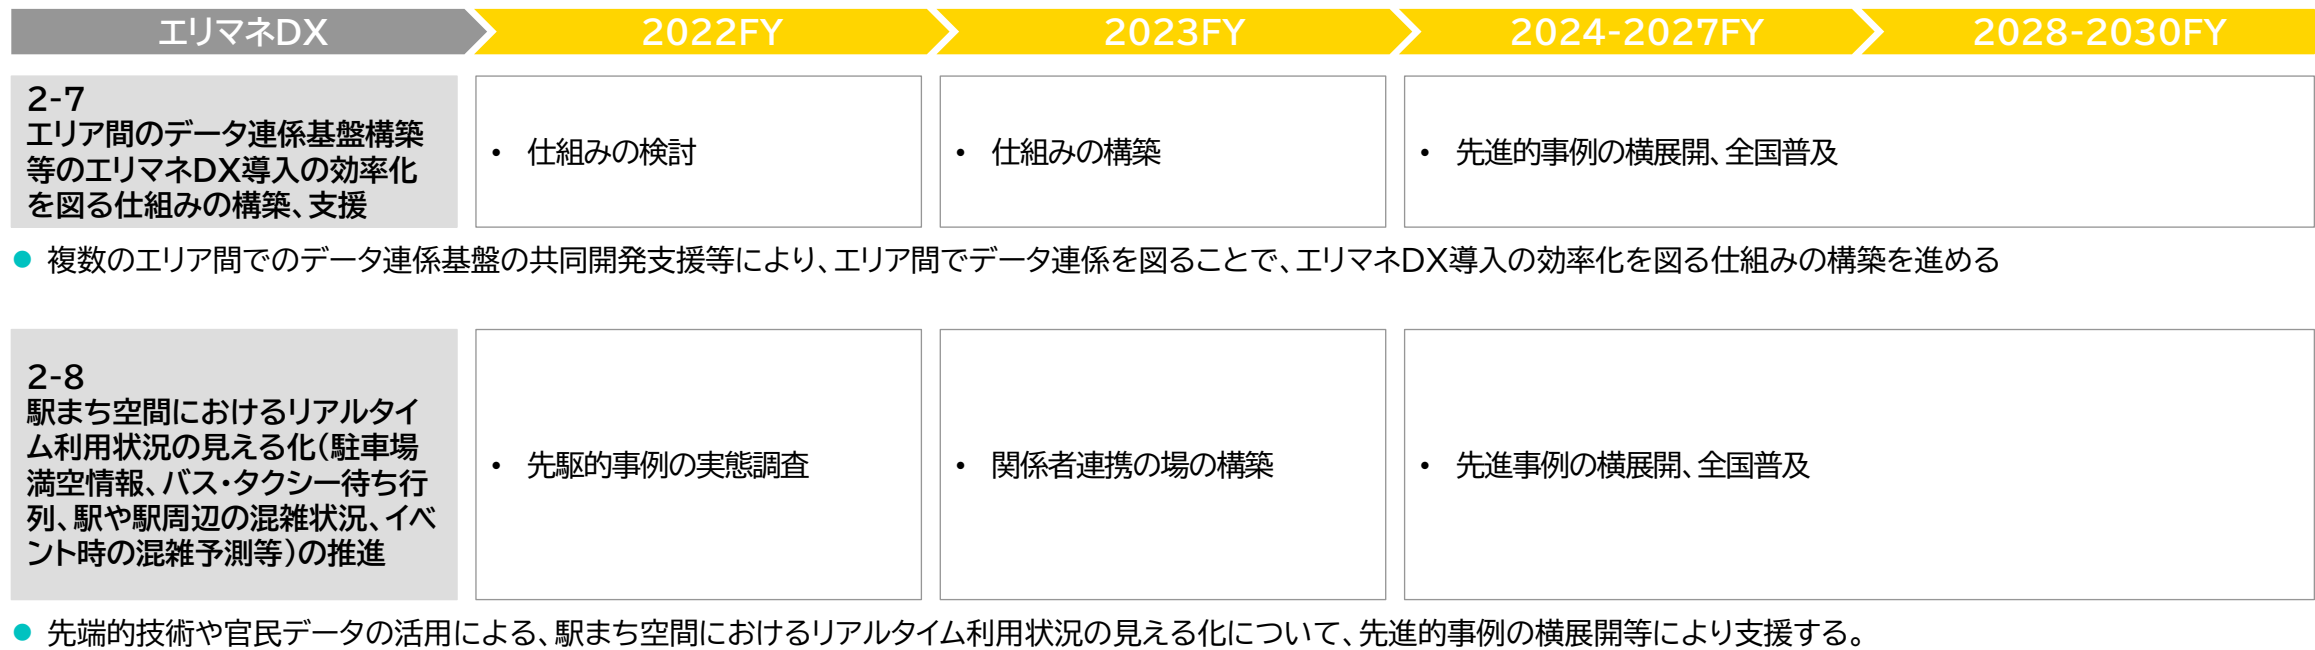 エリマネDX
2022FY
2023FY
2024-2027FY
2028-2030FY
2-7
エリア間のデータ連係基盤構築
等のエリマネDX導入の効率化
を図る仕組みの構築、支援
• 仕組みの検討
• 仕組みの構築
• 先進的事例の横展開、全国普及
● 複数のエリア間でのデータ連係基盤の共同開発支援等により、エリア間でデータ連係を図ることで、エリマネDX導入の効率化を図る仕組みの構築を進める
2-8
駅まち空間におけるリアルタイ
ム利用状況の見える化（駐車場
満空情報、バス・タクシー待ち行
列、駅や駅周辺の混雑状況、イベ
ント時の混雑予測等）の推進
• 先駆的事例の実態調査
• 関係者連携の場の構築
• 先進事例の横展開、全国普及
● 先端的技術や官民データの活用による、駅まち空間におけるリアルタイム利用状況の見える化について、先進的事例の横展開等により支援する。